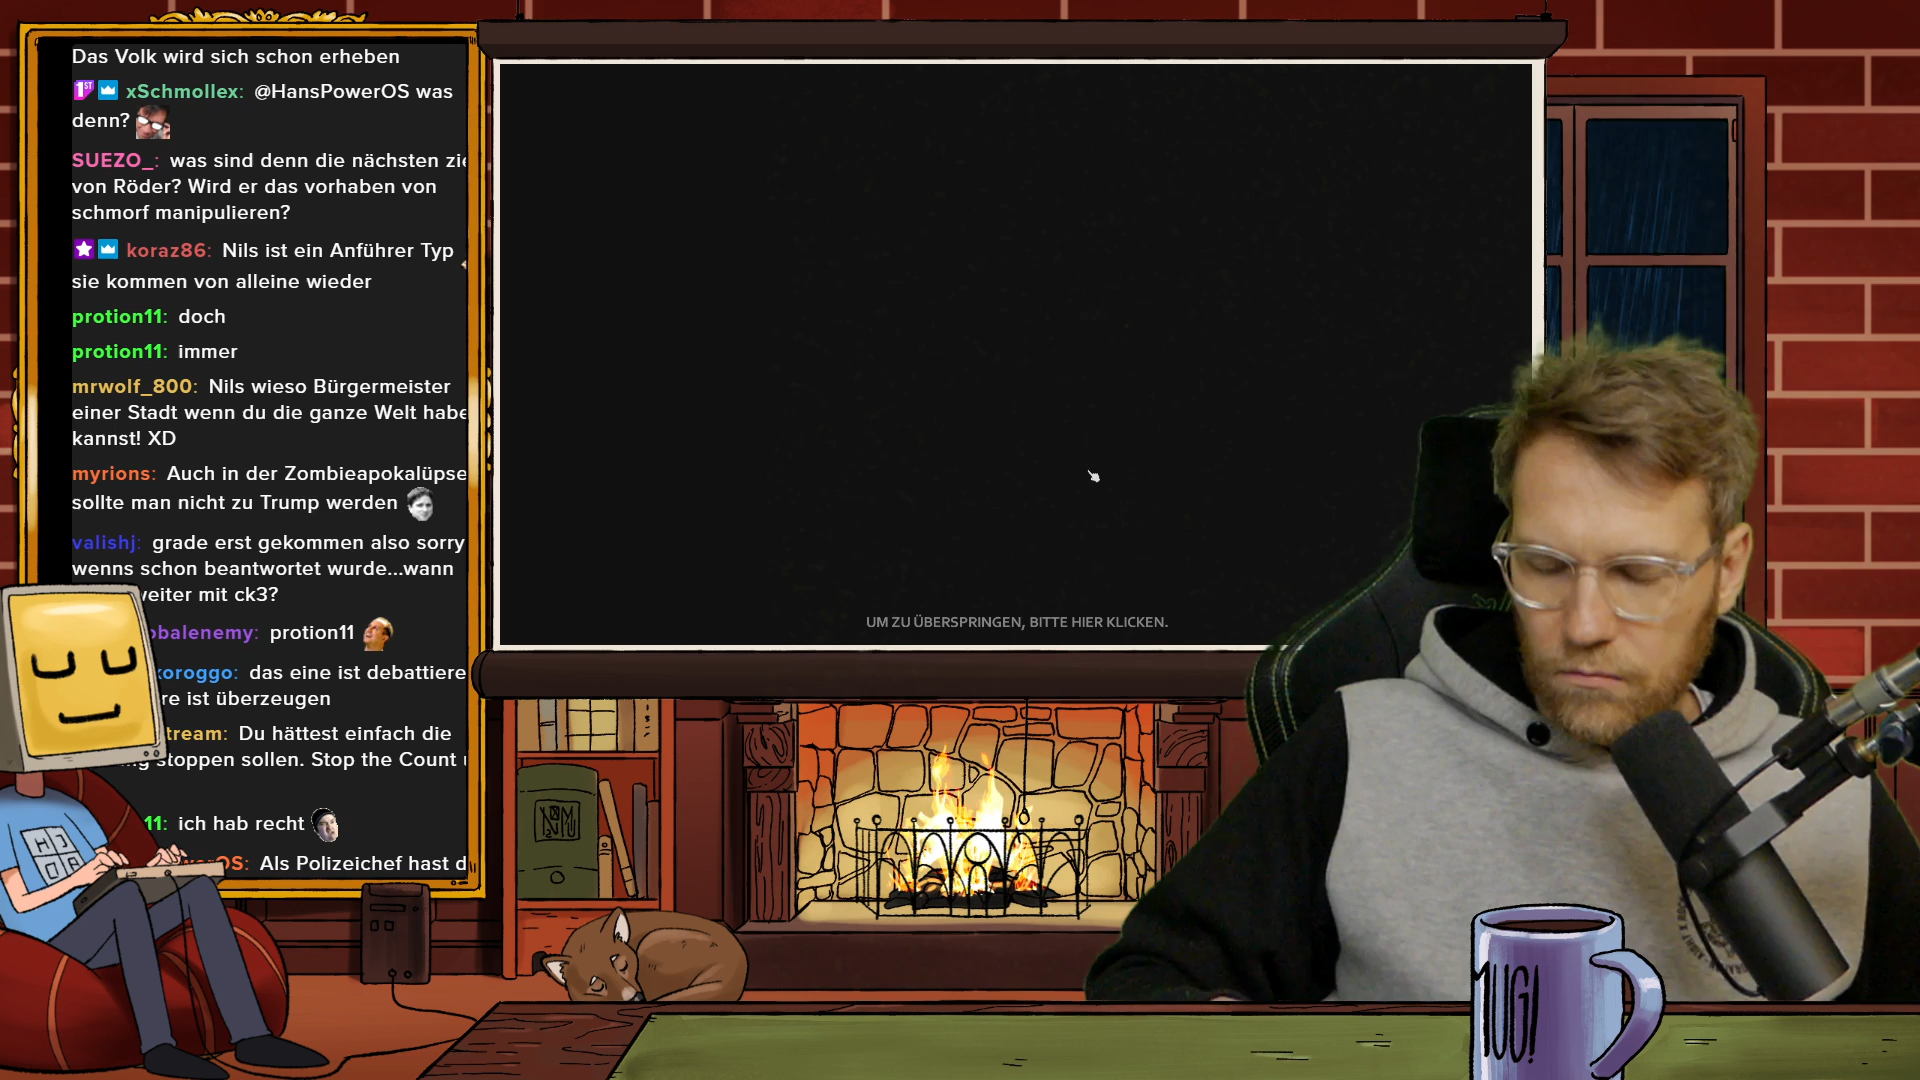 Das Volk wird sich schon erheben
xSchmollex: @HansPowerOS was
denn?
SUEZO_: was sind denn die nächsten
von Röder? Wird er das vorhaben von
schmorf manipulieren?
koraz86: Nils ist ein Anführer Typ
sie kommen von alleine wieder
protion11: doch
protion11: immer
mrwolf_800: Nils wieso Bürgermeister
einer Stadt wenn du die ganze Welt habe
kannst! XD
myrions: Auch in der Zombieapokalüpse
sollte man nicht zu Trump werden
valishj: grade erst gekommen also sorry
wenns schon beantwortet wurde...wann
weiter mit ck3?
obalenemy: protion11
koroggo: das eine ist debattiere
re ist überzeugen
tream: Du hättest einfach die
stoppen sollen. Stop the Count
11: ich hab recht
OS: Als Polizeichef hast d
UM ZU ÜBERSPRINGEN, BITTE HIER KLICKEN.
MUG!